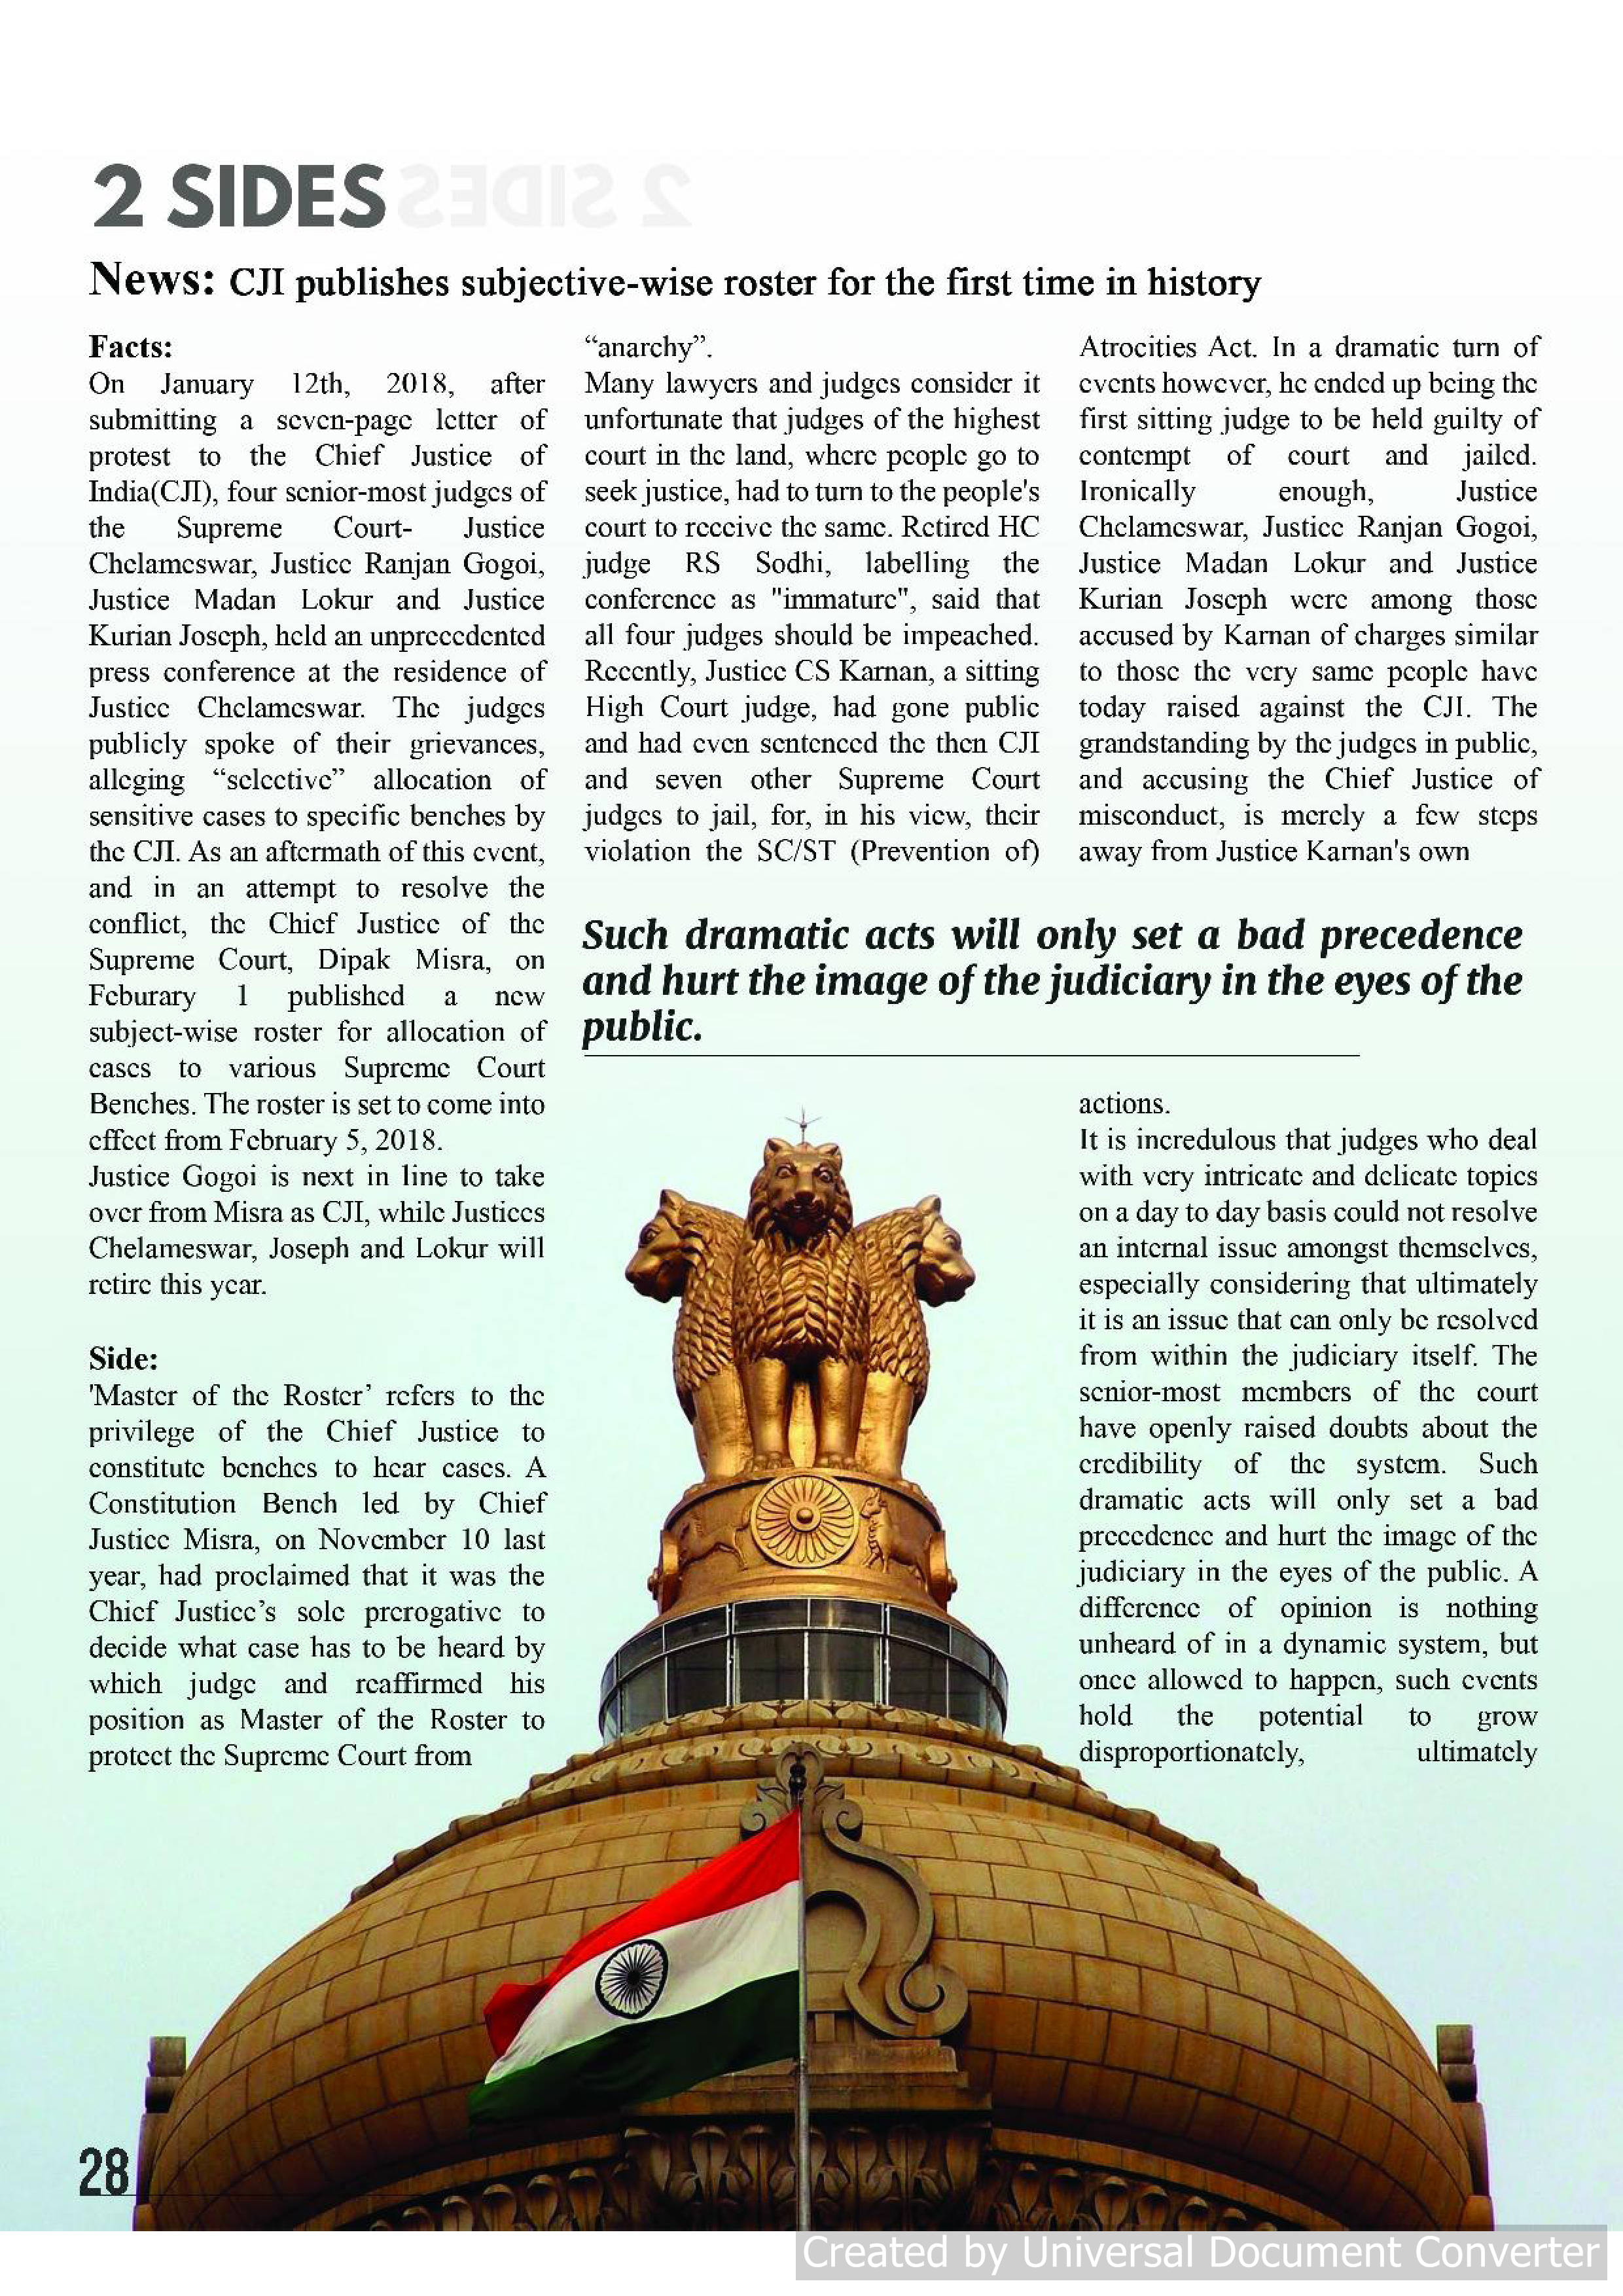 2 SIDES
2 SIDES
News: CJI publishes subjective-wise roster for the first time in history
Facts:
On January 12th, 2018, after
submitting a seven-page letter of
protest to the Chief Justice of
India(CJI), four senior-most judges of
the Supreme Court- Justice
Chelameswar, Justice Ranjan Gogoi,
Justice Madan Lokur and Justice
Kurian Joseph, held an unprecedented
press conference at the residence of
Justice Chelameswar. The judges
publicly spoke of their grievances,
alleging “selective” allocation of
sensitive cases to specific benches by
the CJI. As an aftermath of this event,
and in an attempt to resolve the
conflict, the Chief Justice of the
Supreme Court, Dipak Misra, on
Feburary 1 published a new
subject-wise roster for allocation of
cases to various Supreme Court
Benches. The roster is set to come into
effect from February 5, 2018.
Justice Gogoi is next in line to take
over from Misra as CJI, while Justices
Chelameswar, Joseph and Lokur will
retire this year.
Side:
'Master of the Roster’ refers to the
privilege of the Chief Justice to
constitute benches to hear cases. A
Constitution Bench led by Chief
Justice Misra, on November 10 last
year, had proclaimed that it was the
Chief Justice’s sole prerogative to
decide what case has to be heard by
which judge and reaffirmed his
position as Master of the Roster to
protect the Supreme Court from
“anarchy”.
Many lawyers and judges consider it
unfortunate that judges of the highest
court in the land, where people go to
seek justice, had to turn to the people's
court to receive the same. Retired HC
judge RS Sodhi, labelling the
conference as "immature", said that
all four judges should be impeached.
Recently, Justice CS Karnan, a sitting
High Court judge, had gone public
and had even sentenced the then CJI
and seven other Supreme Court
judges to jail, for, in his view, their
violation the SC/ST (Prevention of)
Atrocities Act. In a dramatic turn of
events however, he ended up being the
first sitting judge to be held guilty of
contempt of court and jailed.
Ironically enough, Justice
Chelameswar, Justice Ranjan Gogoi,
Justice Madan Lokur and Justice
Kurian Joseph were among those
accused by Karnan of charges similar
to those the very same people have
today raised against the CJI. The
grandstanding by the judges in public,
and accusing the Chief Justice of
misconduct, is merely a few steps
away from Justice Karnan's own
Such dramatic acts will only set a bad precedence
and hurt the image of the judiciary in the eyes of the
public.
actions.
It is incredulous that judges who deal
with very intricate and delicate topics
on a day to day basis could not resolve
an internal issue amongst themselves,
especially considering that ultimately
it is an issue that can only be resolved
from within the judiciary itself. The
senior-most members of the court
have openly raised doubts about the
credibility of the system. Such
dramatic acts will only set a bad
precedence and hurt the image of the
judiciary in the eyes of the public. A
difference of opinion is nothing
unheard of in a dynamic system, but
once allowed to happen, such events
hold the potential to grow
disproportionately, ultimately
28
Created by Universal Document Converter